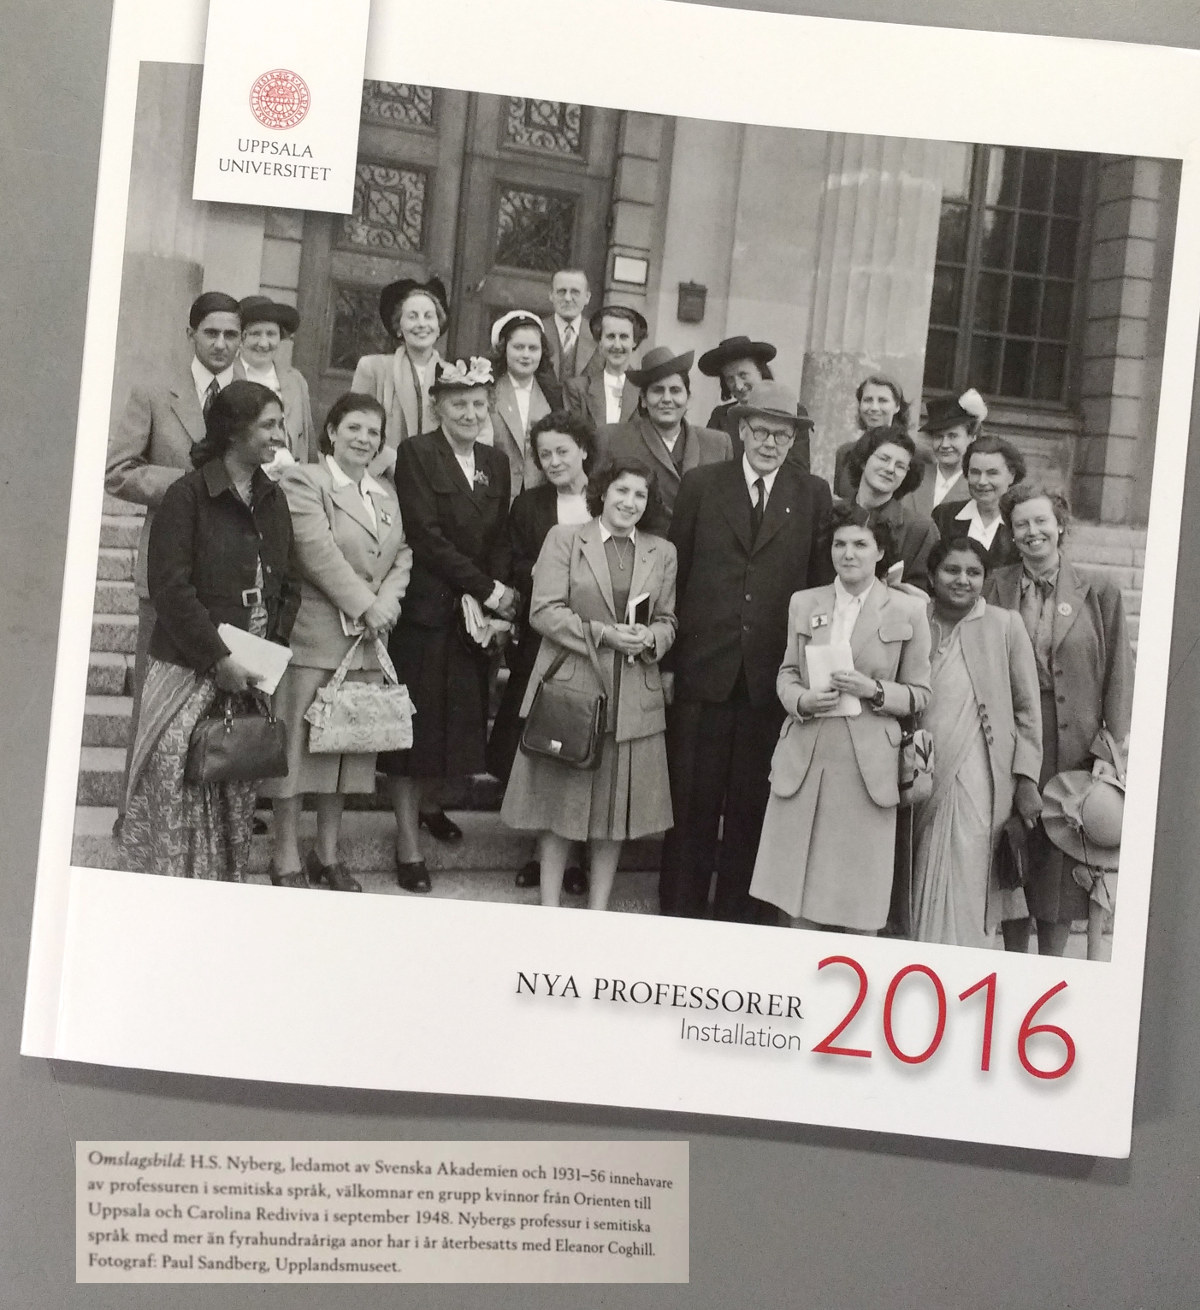 UPPSALA
UNIVERSITET
NYA PROFESSORER
Installation
2016
Omslagsbild: H.S. Nyberg, ledamot av Svenska Akademien och 1931–56 innehavare
av professuren i semitiska språk, välkomnar en grupp kvinnor från Orienten till
Uppsala och Carolina Rediviva i september 1948. Nybergs professur i semitiska
språk med mer än fyrahundraåriga anor har i år återbesatts med Eleanor Coghill.
Fotograf: Paul Sandberg, Upplandsmuseet.